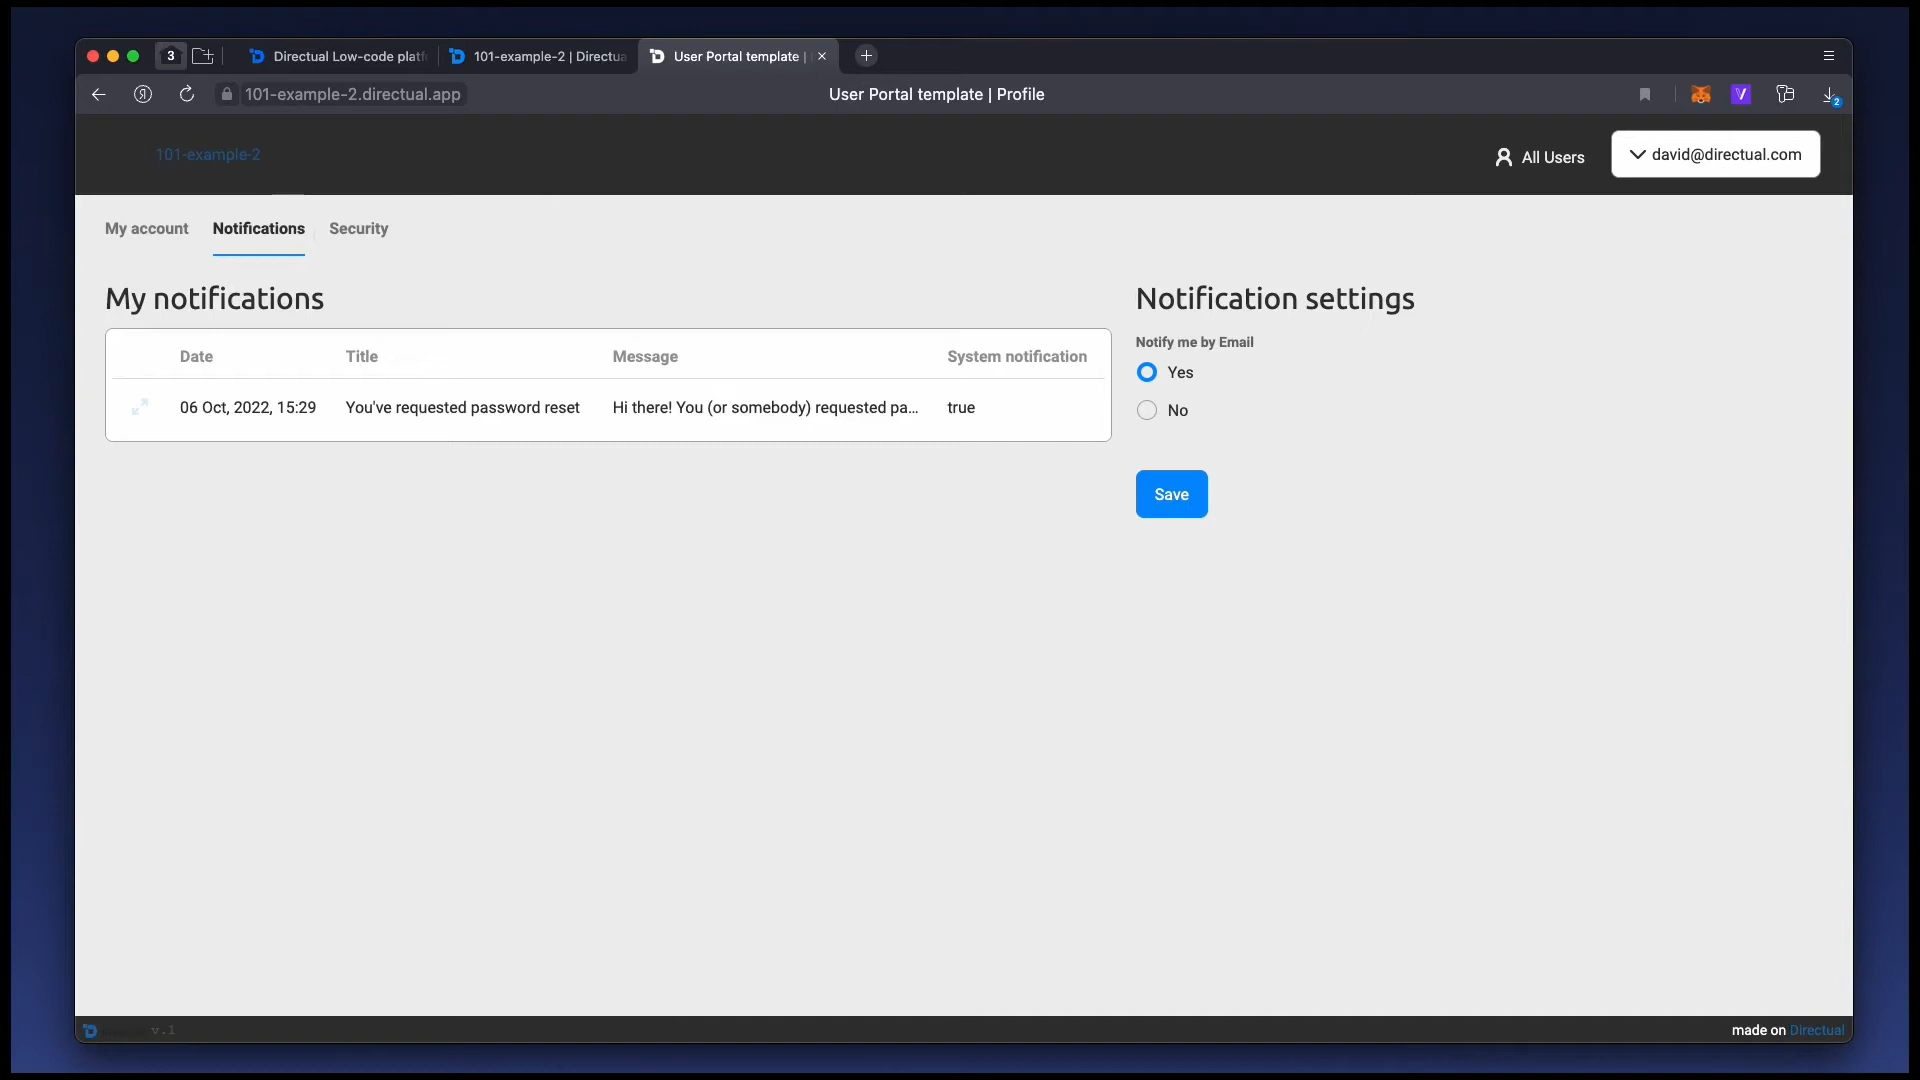 3
Directual Low-code platf
101-example-2 | Directua
User Portal template |
101-example-2.directual.app
User Portal template | Profile
2
101-example-2
All Users
david@directual.com
My account
Notifications
Security
My notifications
Notification settings
Date
Title
Message
System notification
06 Oct, 2022, 15:29
You've requested password reset
Hi there! You (or somebody) requested pa...
true
Notify me by Email
Yes
No
Save
v.1
made on Directual